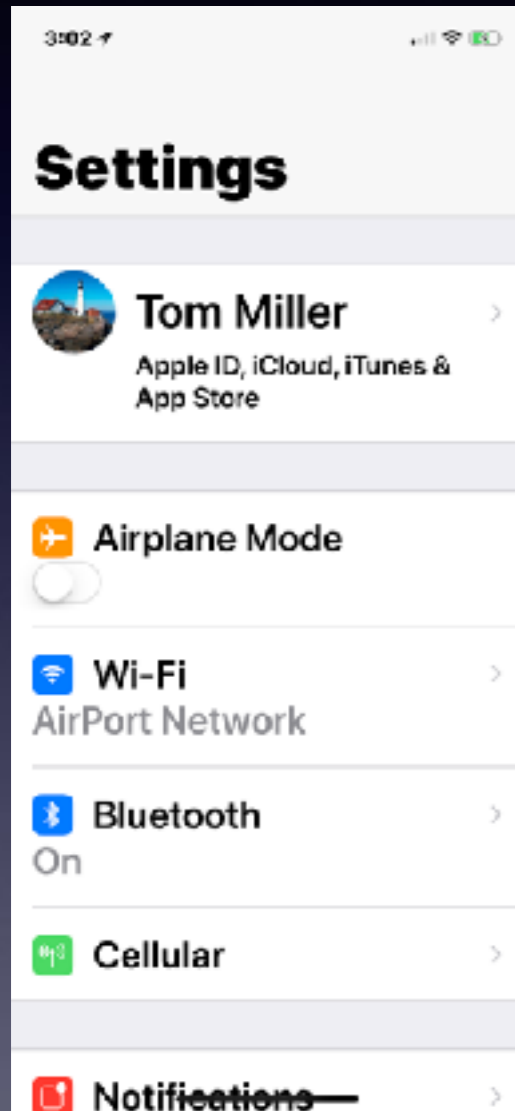 3:02
Settings
Tom Miller
Apple ID, iCloud, iTunes &
App Store
Airplane Mode
Wi-Fi
AirPort Network
Bluetooth
On
Cellular
Notifications